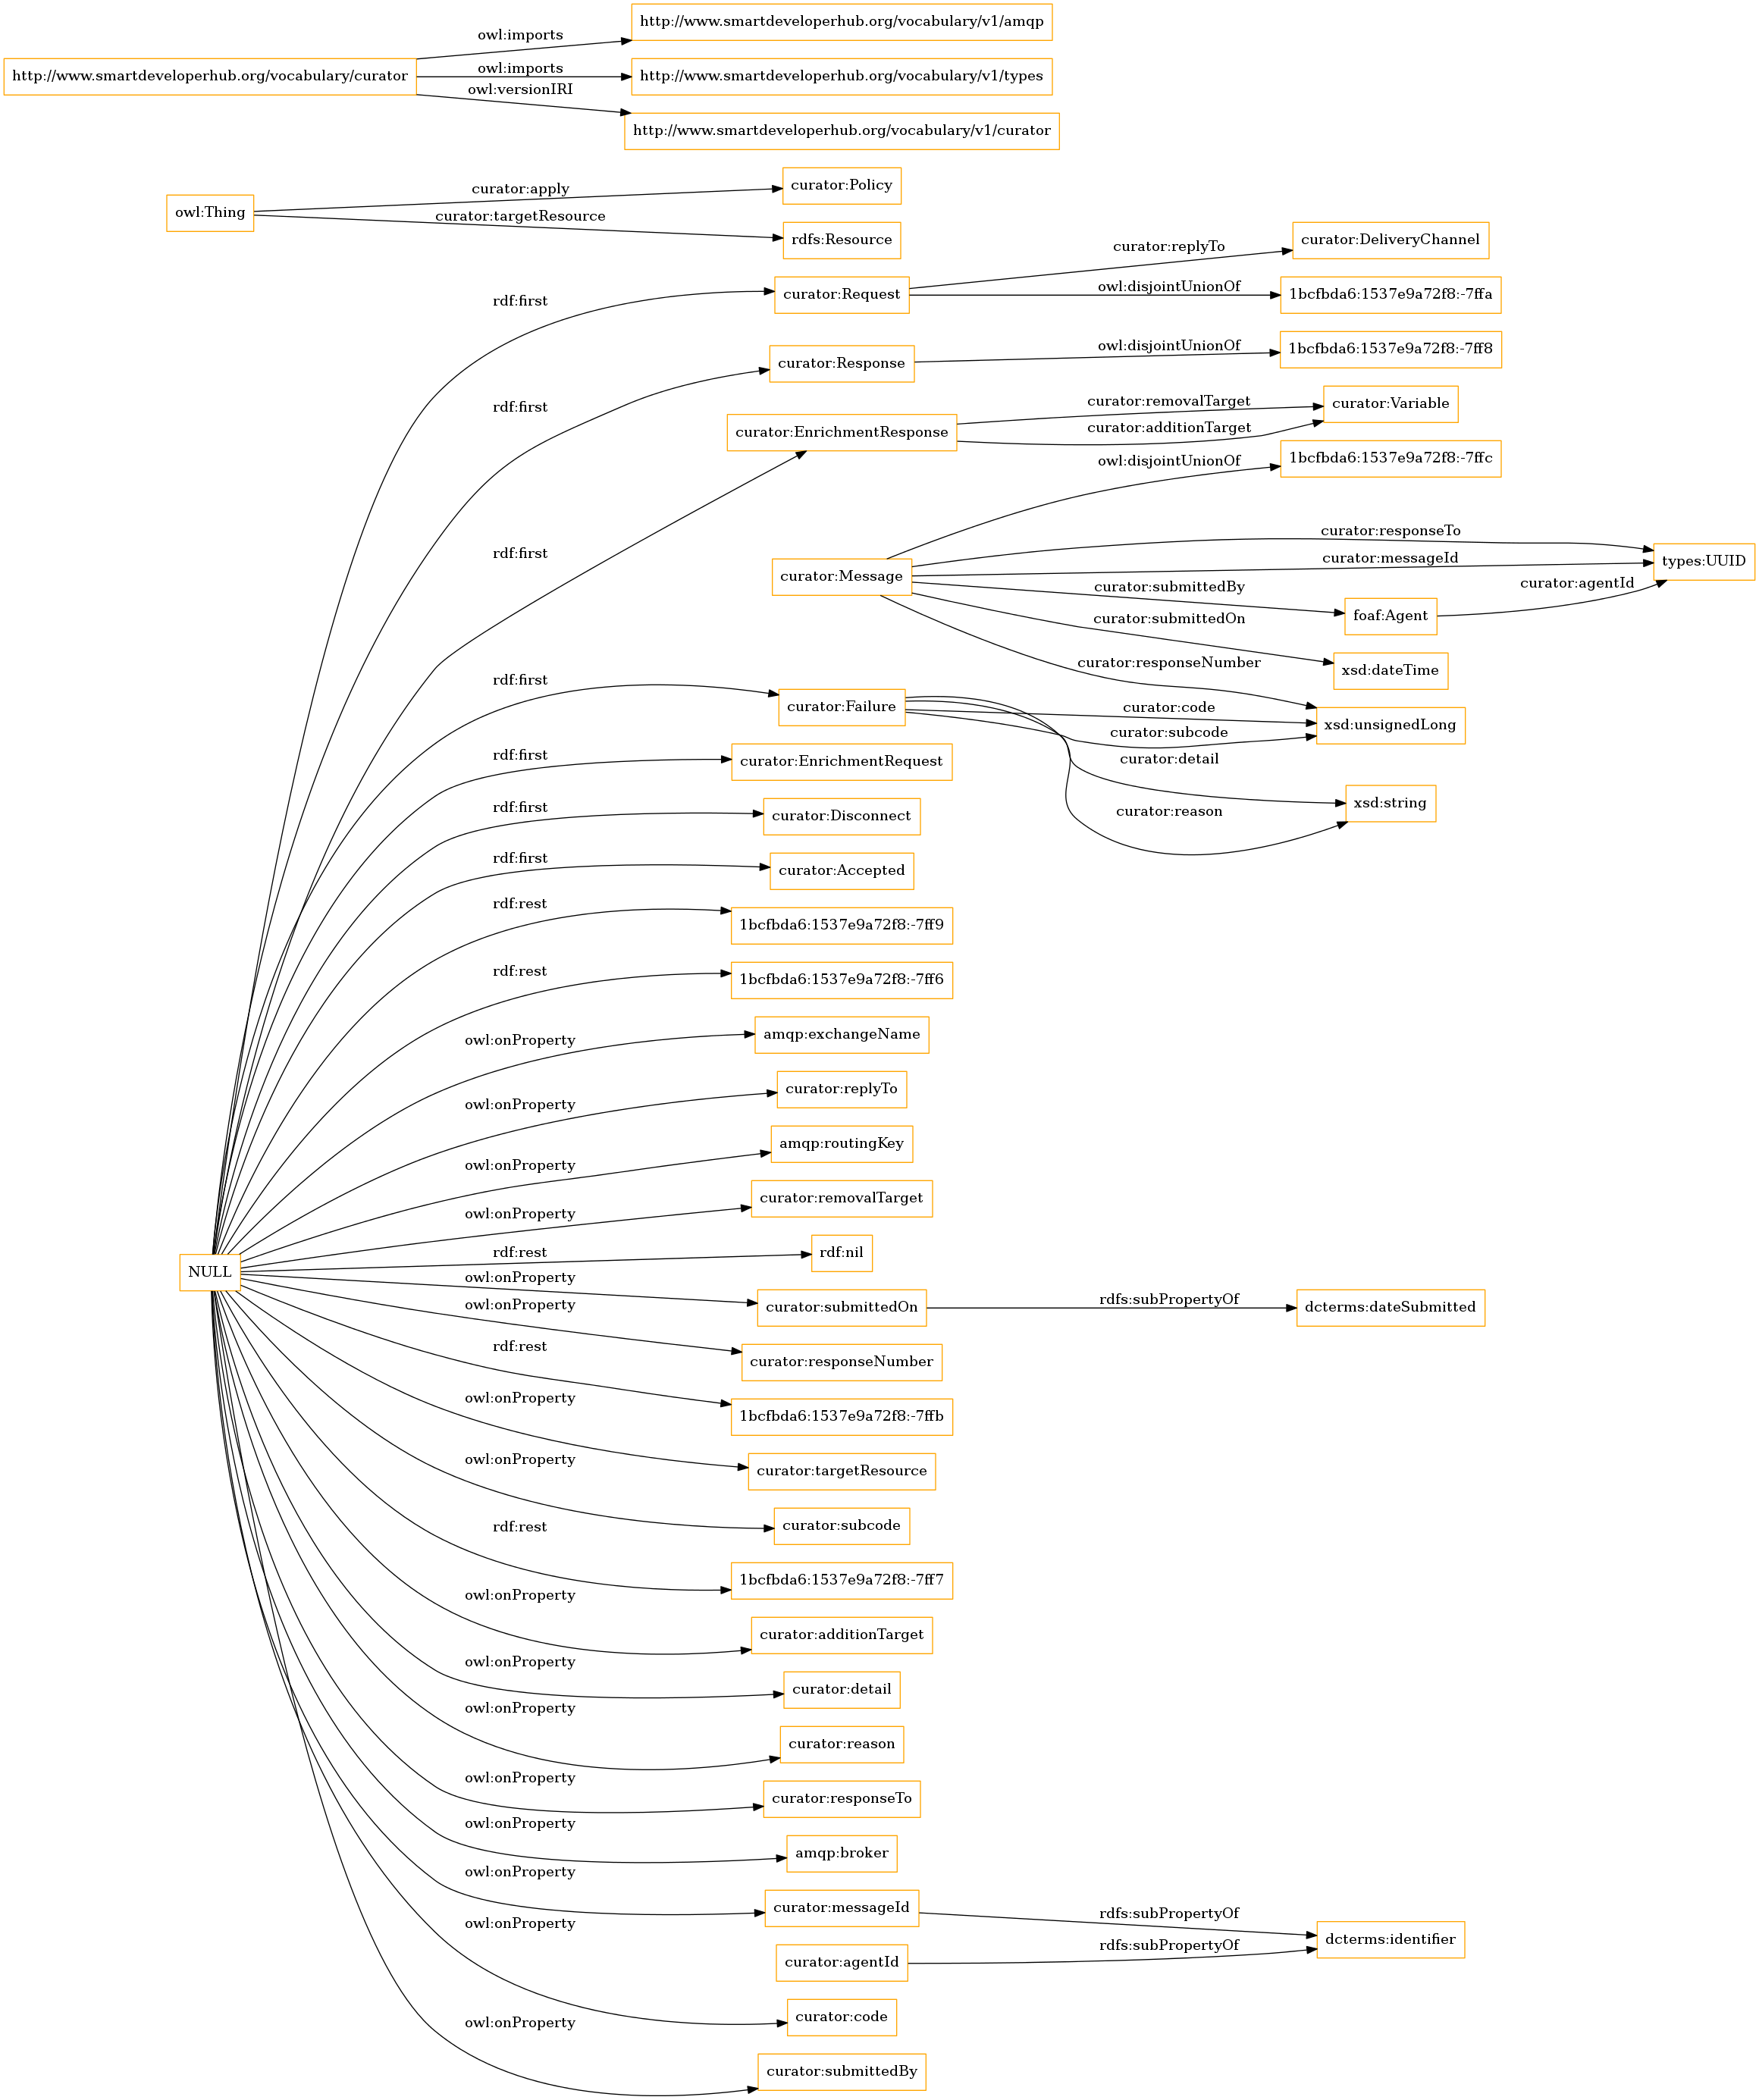 http://www.smartdeveloperhub.org/vocabulary/v1/amqp
owl:imports
http://www.smartdeveloperhub.org/vocabulary/curator
owl:imports
http://www.smartdeveloperhub.org/vocabulary/v1/types
owl:versionIRI
http://www.smartdeveloperhub.org/vocabulary/v1/curator
curator:apply
curator:Policy
owl:Thing
curator:targetResource
rdfs:Resource
curator:replyTo
curator:DeliveryChannel
rdf:first
curator:Request
owl:disjointUnionOf
1bcfbda6:1537e9a72f8:-7ffa
curator:Response
owl:disjointUnionOf
1bcfbda6:1537e9a72f8:-7ff8
rdf:first
curator:removalTarget
curator:Variable
curator:EnrichmentResponse
curator:additionTarget
owl:disjointUnionOf
1bcfbda6:1537e9a72f8:-7ffc
rdf:first
curator:responseTo
curator:messageId
types:UUID
curator:Message
curator:submittedBy
curator:agentId
foaf:Agent
curator:submittedOn
curator:responseNumber
xsd:dateTime
rdf:first
curator:Failure
curator:code
xsd:unsignedLong
curator:subcode
curator:detail
rdf:first
curator:EnrichmentRequest
xsd:string
curator:reason
rdf:first
curator:Disconnect
rdf:first
curator:Accepted
rdf:rest
1bcfbda6:1537e9a72f8:-7ff9
rdf:rest
1bcfbda6:1537e9a72f8:-7ff6
owl:onProperty
amqp:exchangeName
owl:onProperty
curator:replyTo
owl:onProperty
amqp:routingKey
owl:onProperty
curator:removalTarget
NULL
rdf:rest
rdf:nil
owl:onProperty
curator:submittedOn
rdfs:subPropertyOf
dcterms:dateSubmitted
owl:onProperty
curator:responseNumber
rdf:rest
1bcfbda6:1537e9a72f8:-7ffb
owl:onProperty
curator:targetResource
owl:onProperty
curator:subcode
rdf:rest
1bcfbda6:1537e9a72f8:-7ff7
owl:onProperty
curator:additionTarget
owl:onProperty
curator:detail
owl:onProperty
curator:reason
owl:onProperty
curator:responseTo
owl:onProperty
amqp:broker
owl:onProperty
curator:messageId
rdfs:subPropertyOf
dcterms:identifier
curator:agentId
rdfs:subPropertyOf
owl:onProperty
curator:code
owl:onProperty
curator:submittedBy